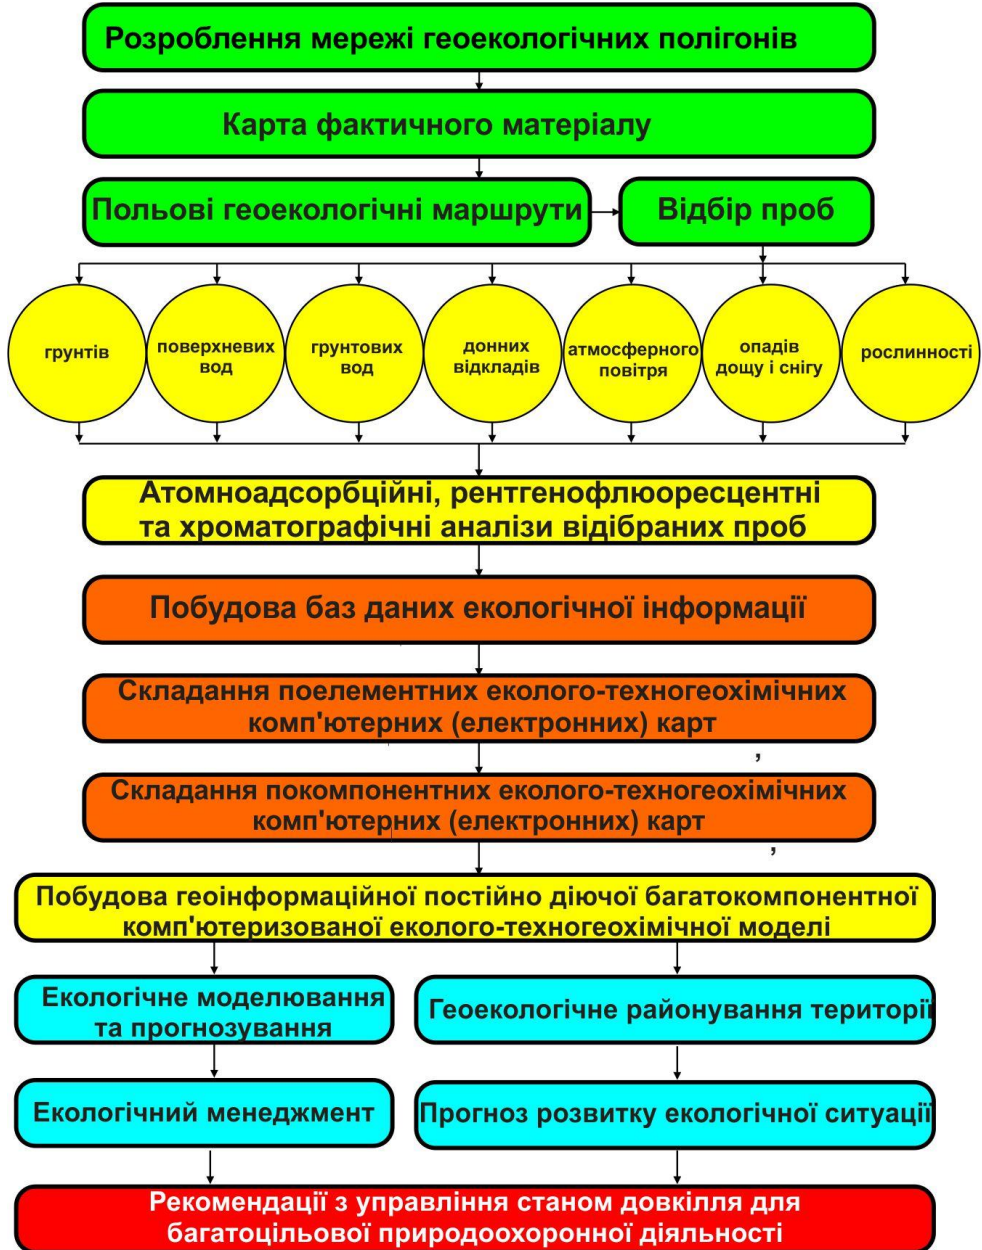 Розроблення мережі геоекологічних полігонів
Карта фактичного матеріалу
Польові геоекологічні маршрути
Відбір проб
грунтів
поверхневих
вод
грунтових
вод
донних
відкладів
атмосферного
повітря
опадів
дощу і снігу
рослинності
Атомноадсорбційні, рентгенофлюоресцентні
та хроматографічні аналізи відібраних проб
Побудова баз даних екологічної інформації
Складання поелементних еколого-техногеохімічних
комп'ютерних (електронних) карт
,
Складання покомпонентних еколого-техногеохімічних
комп'ютерних (електронних) карт
,
Побудова геоінформаційної постійно діючої багатокомпонентної
комп'ютеризованої еколого-техногеохімічної моделі
Екологічне моделювання
та прогнозування
Геоекологічне районування території
Екологічний менеджмент
Прогноз розвитку екологічної ситуації
Рекомендації з управління станом довкілля для
багатоцільової природоохоронної діяльності